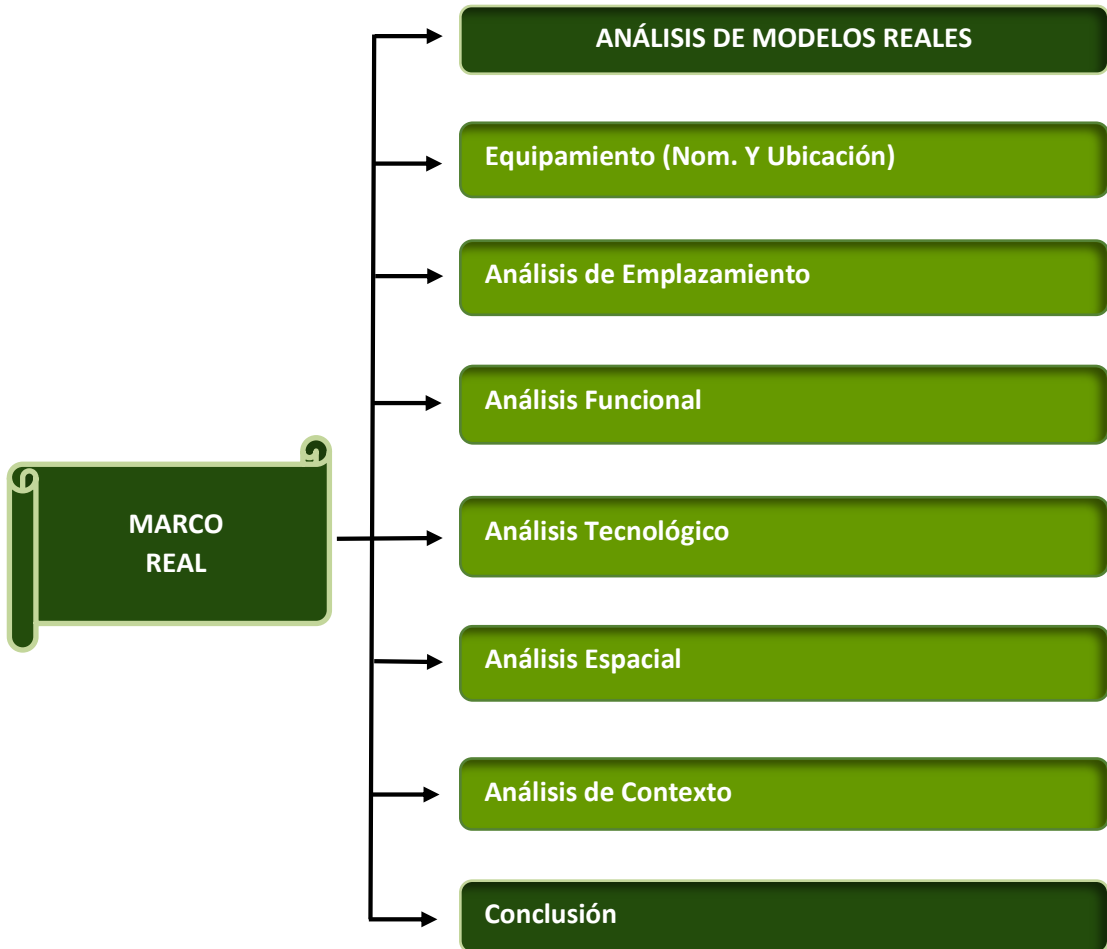 ANÁLISIS DE MODELOS REALES
Equipamiento (Nom. Y Ubicación)
Análisis de Emplazamiento
Análisis Funcional
MARCO
REAL
Análisis Tecnológico
Análisis Espacial
Análisis de Contexto
Conclusión